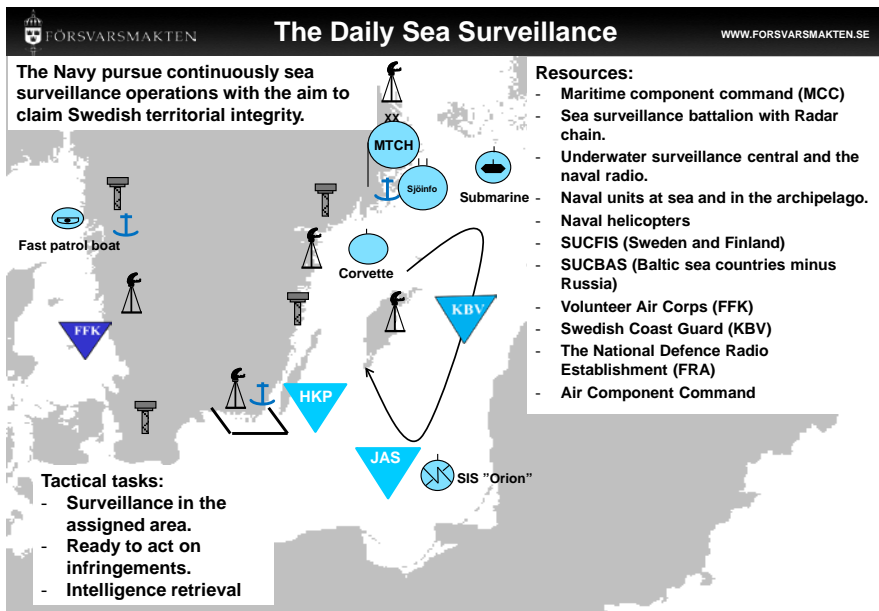 FÖRSVARSMAKTEN
The Daily Sea Surveillance
WWW.FORSVARSMAKTEN.SE
The Navy pursue continuously sea
surveillance operations with the aim to
claim Swedish territorial integrity.
Resources:
- Maritime component command (MCC)
- Sea surveillance battalion with Radar
chain.
- Underwater surveillance central and the
naval radio.
- Naval units at sea and in the archipelago.
- Naval helicopters
- SUCFIS (Sweden and Finland)
- SUCBAS (Baltic sea countries minus
Russia)
- Volunteer Air Corps (FFK)
- Swedish Coast Guard (KBV)
- The National Defence Radio
Establishment (FRA)
- Air Component Command
XX
MTCH
Sjöinfo
Submarine
Fast patrol boat
Corvette
KBV
FFK
HKP
JAS
SIS "Orion"
Tactical tasks:
- Surveillance in the
assigned area.
- Ready to act on
infringements.
- Intelligence retrieval